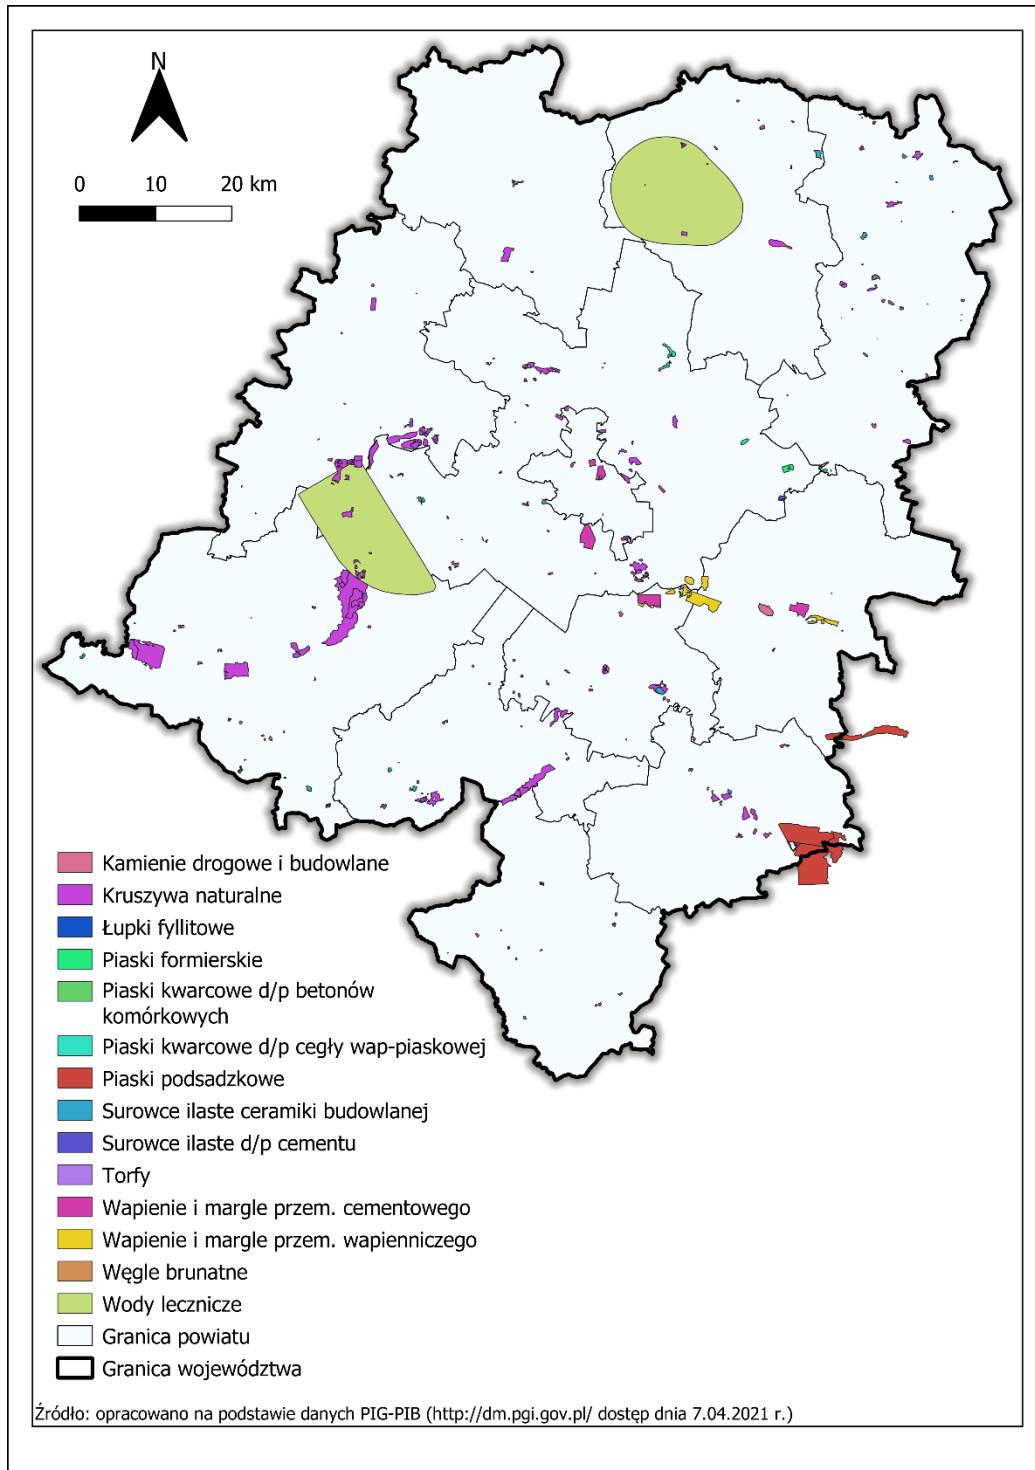 N
0 10 20 km
Kamienie drogowe i budowlane
Kruszywa naturalne
Łupki fyllitowe
Piaski formierskie
Piaski kwarcowe d/p betonów
komórkowych
Piaski kwarcowe d/p cegły wap-piaskowej
Piaski podsadzkowe
Surowce ilaste ceramiki budowlanej
Surowce ilaste d/p cementu
Torfy
Wapienie i margle przem. cementowego
Wapienie i margle przem. wapienniczego
Węgle brunatne
Wody lecznicze
Granica powiatu
Granica województwa
Źródło: opracowano na podstawie danych PIG-PIB (http://dm.pgi.gov.pl/ dostęp dnia 7.04.2021 r.)